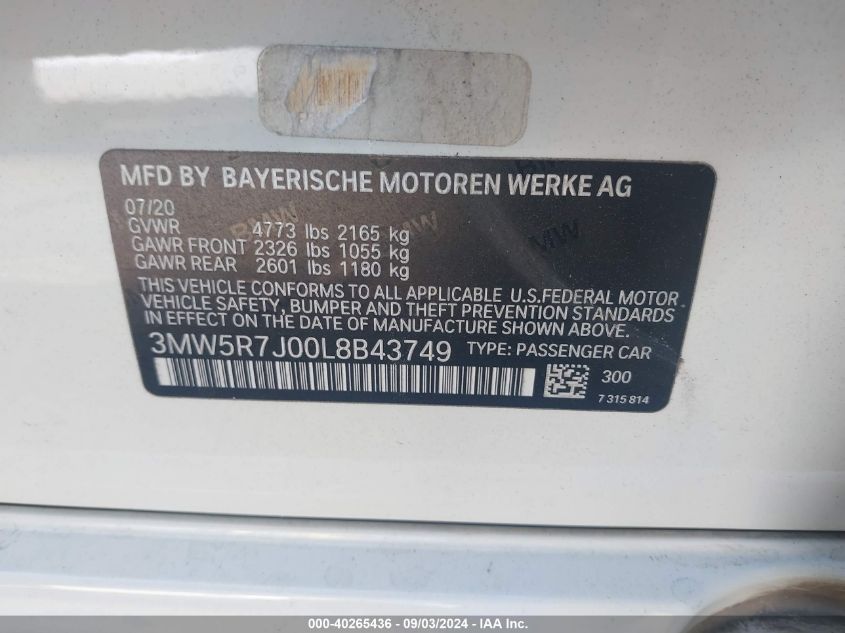 MFD BY BAYERISCHE MOTOREN WERKE AG
07/20
GVWR 4773 lbs 2165 kg
GAWR FRONT 2326 lbs 1055 kg
GAWR REAR 2601 lbs 1180 kg
THIS VEHICLE CONFORMS TO ALL APPLICABLE U.S.FEDERAL MOTOR
VEHICLE SAFETY, BUMPER AND THEFT PREVENTION STANDARDS
IN EFFECT ON THE DATE OF MANUFACTURE SHOWN ABOVE.
3MW5R7J00L8B43749 TYPE: PASSENGER CAR
300
7 315 814
000-40265436 - 09/03/2024 - IAA Inc.